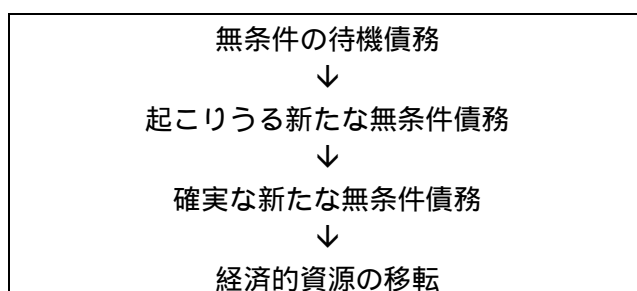 無条件の待機債務
↓
起こりうる新たな無条件債務
↓
確実な新たな無条件債務
↓
経済的資源の移転